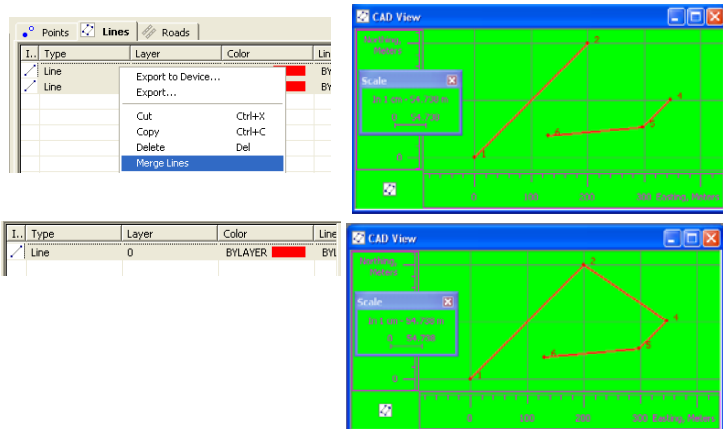 Points Lines Roads
I.. Type Layer Color Lin
Line BY
Line BY
Export to Device...
Export...
Cut Ctrl+X
Copy Ctrl+C
Delete Del
Merge Lines
CAD View
Northing,
Meters
Scale
In 1 cm - 54.738 m
0 54.738
2
4
5
6
1
0
0 100 200 300 Easting, Meters
I.. Type Layer Color Line
Line 0 BYLAYER BYL
CAD View
Northing,
Meters
Scale
In 1 cm - 54.738 m
0 54.738
2
4
5
6
1
0
0 100 200 300 Easting, Meters